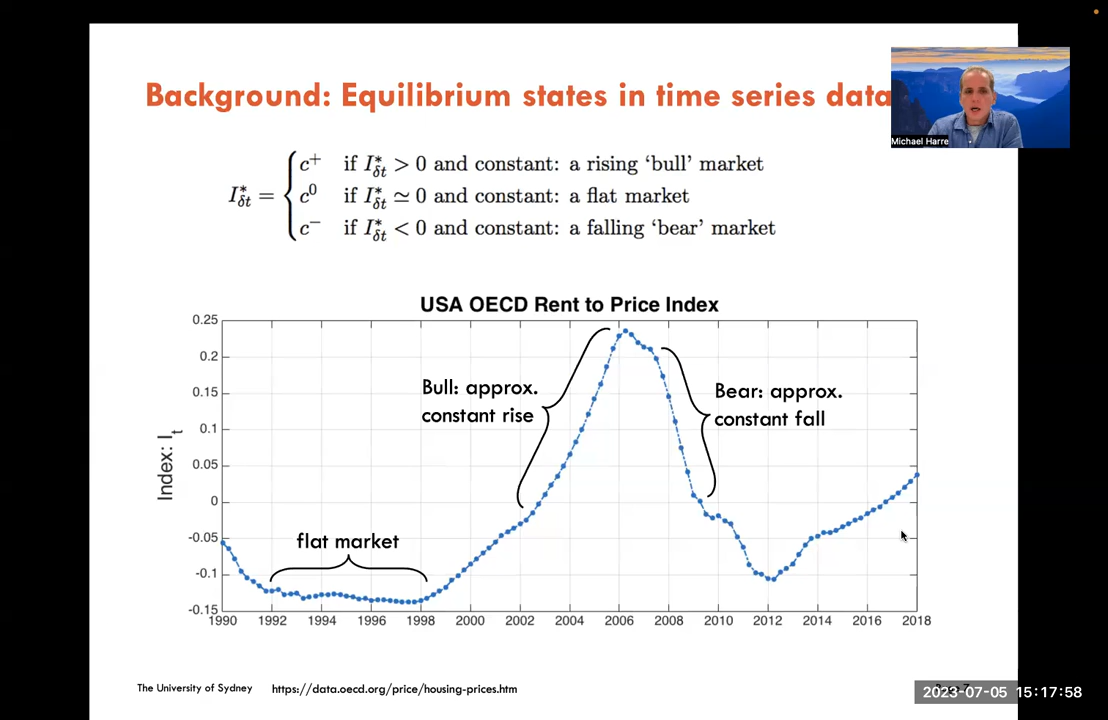 Background: Equilibrium states in time series data
Michael Harre
c⁺ if I*δt > 0 and constant: a rising ‘bull’ market
I*δt = { c⁰ if I*δt ≃ 0 and constant: a flat market
c⁻ if I*δt < 0 and constant: a falling ‘bear’ market
USA OECD Rent to Price Index
0.25
0.2
0.15
0.1
0.05
0
-0.05
-0.1
-0.15
Index: I_t
Bull: approx.
constant rise
Bear: approx.
constant fall
flat market
1990 1992 1994 1996 1998 2000 2002 2004 2006 2008 2010 2012 2014 2016 2018
The University of Sydney https://data.oecd.org/price/housing-prices.htm
2023-07-05 15:17:58